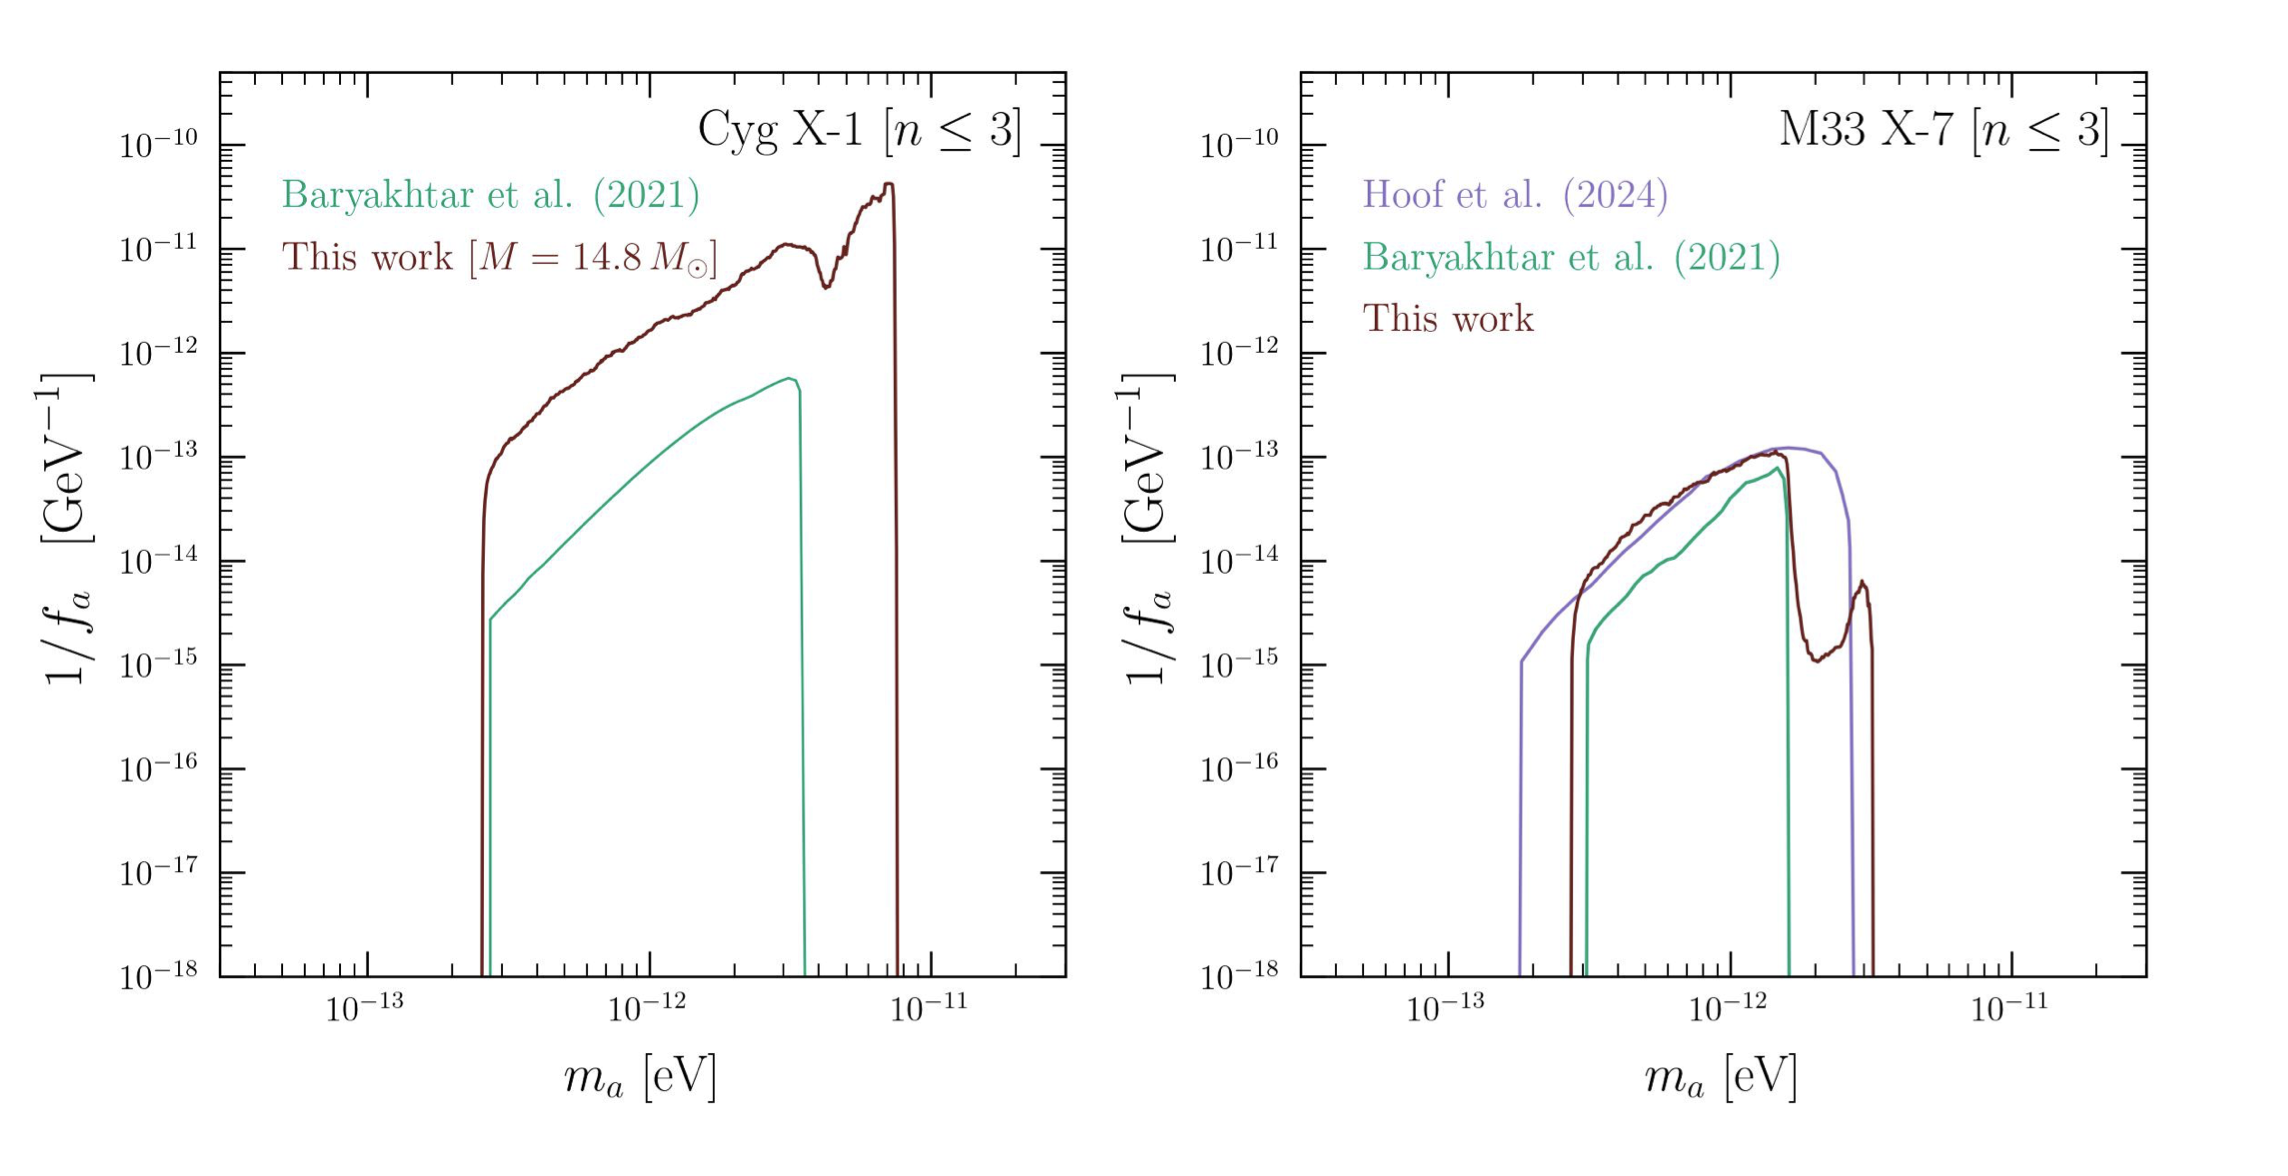 Cyg X-1 [n ≤ 3]
Baryakhtar et al. (2021)
This work [M = 14.8 M⊙]
10⁻¹⁰
10⁻¹¹
10⁻¹²
10⁻¹³
10⁻¹⁴
10⁻¹⁵
10⁻¹⁶
10⁻¹⁷
10⁻¹⁸
1/fₐ [GeV⁻¹]
10⁻¹³
10⁻¹²
10⁻¹¹
mₐ [eV]
M33 X-7 [n ≤ 3]
Hoof et al. (2024)
Baryakhtar et al. (2021)
This work
10⁻¹⁰
10⁻¹¹
10⁻¹²
10⁻¹³
10⁻¹⁴
10⁻¹⁵
10⁻¹⁶
10⁻¹⁷
10⁻¹⁸
1/fₐ [GeV⁻¹]
10⁻¹³
10⁻¹²
10⁻¹¹
mₐ [eV]